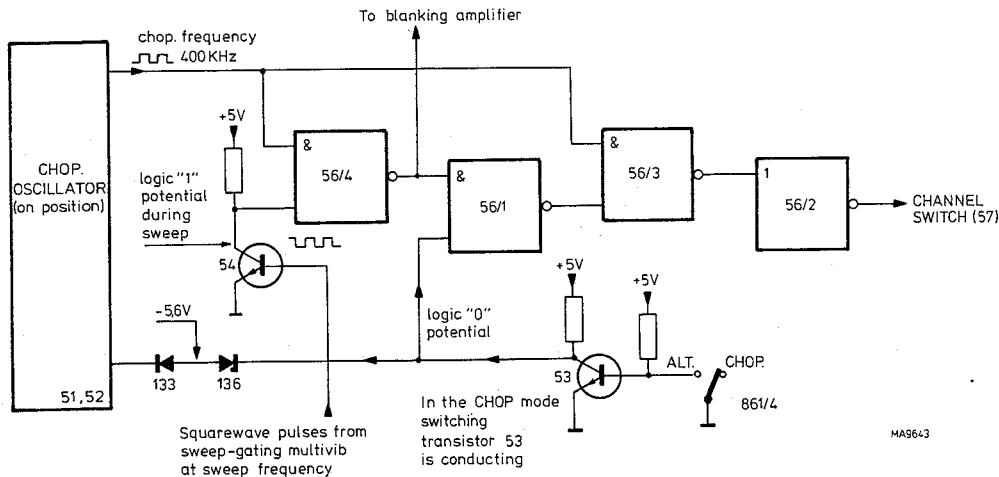 To blanking amplifier
chop. frequency
400KHz
+5V
&
56/4
&
56/1
&
56/3
1
56/2
CHANNEL
SWITCH (57)
CHOP.
OSCILLATOR
(on position)
logic "1"
potential
during
sweep
54
-5,6V
logic "0"
potential
+5V
+5V
133
136
53
ALT.
CHOP.
861/4
51,52
Squarewave pulses from
sweep-gating multivib
at sweep frequency
In the CHOP mode
switching
transistor 53
is conducting
MA9643